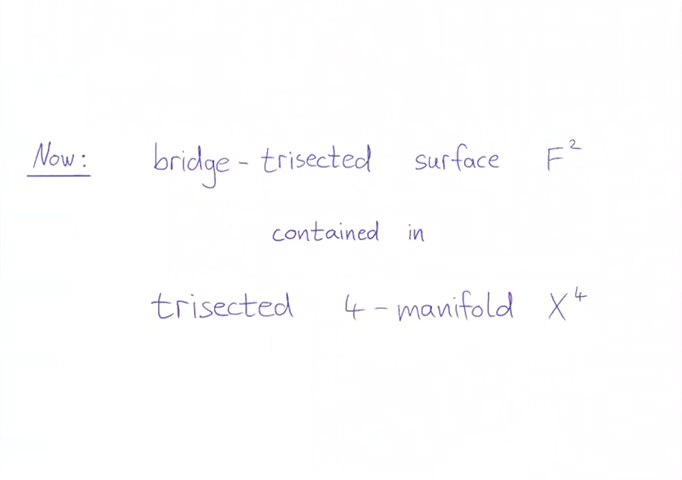 Now: bridge-trisected surface F²
contained in
trisected 4-manifold X⁴